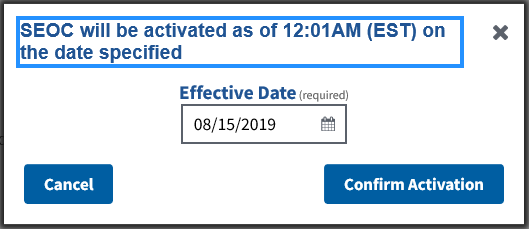 SEOC will be activated as of 12:01AM (EST) on
the date specified
Effective Date (required)
08/15/2019
Cancel
Confirm Activation